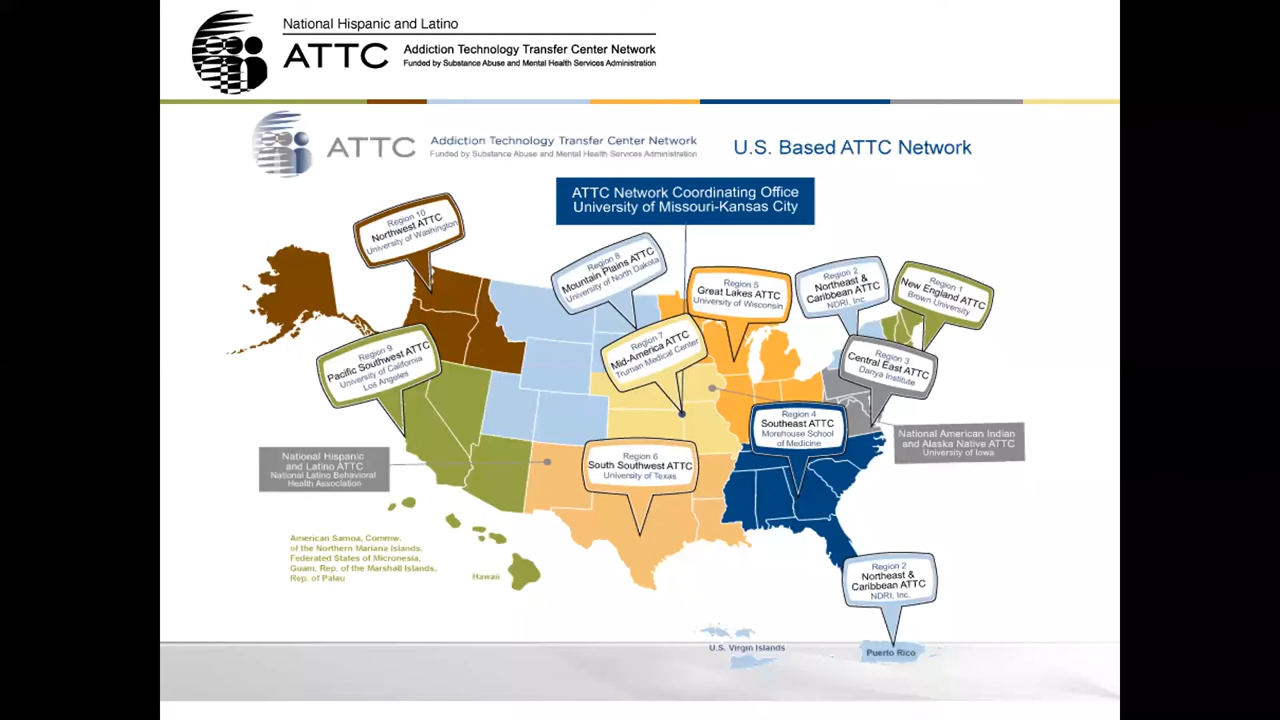 National Hispanic and Latino
ATTC
Addiction Technology Transfer Center Network
Funded by Substance Abuse and Mental Health Services Administration
ATTC
Addiction Technology Transfer Center Network
Funded by Substance Abuse and Mental Health Services Administration
U.S. Based ATTC Network
ATTC Network Coordinating Office
University of Missouri-Kansas City
Region 10
Northwest ATTC
University of Washington
Region 8
Mountain Plains ATTC
University of North Dakota
Region 5
Great Lakes ATTC
University of Wisconsin
Region 2
Northeast &
Caribbean ATTC
NDRI, Inc.
Region 1
New England ATTC
Brown University
Region 9
Pacific Southwest ATTC
University of California
Los Angeles
Region 7
Mid-America ATTC
Truman Medical Center
Region 3
Central East ATTC
Danya Institute
Region 4
Southeast ATTC
Morehouse School
of Medicine
National American Indian
and Alaska Native ATTC
University of Iowa
National Hispanic
and Latino ATTC
National Latino Behavioral
Health Association
Region 6
South Southwest ATTC
University of Texas
American Samoa, Commw.
of the Northern Mariana Islands,
Federated States of Micronesia,
Guam, Rep. of the Marshall Islands,
Rep. of Palau
Hawaii
Region 2
Northeast &
Caribbean ATTC
NDRI, Inc.
U.S. Virgin Islands
Puerto Rico